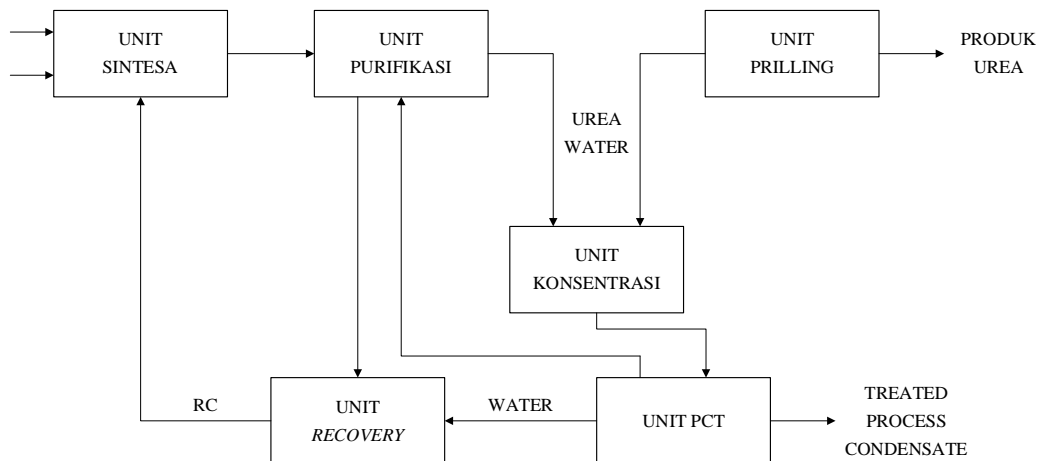 UNIT
SINTESA
UNIT
PURIFIKASI
UNIT
PRILLING
PRODUK
UREA
UREA
WATER
UNIT
KONSENTRASI
RC
UNIT
RECOVERY
WATER
UNIT PCT
TREATED
PROCESS
CONDENSATE